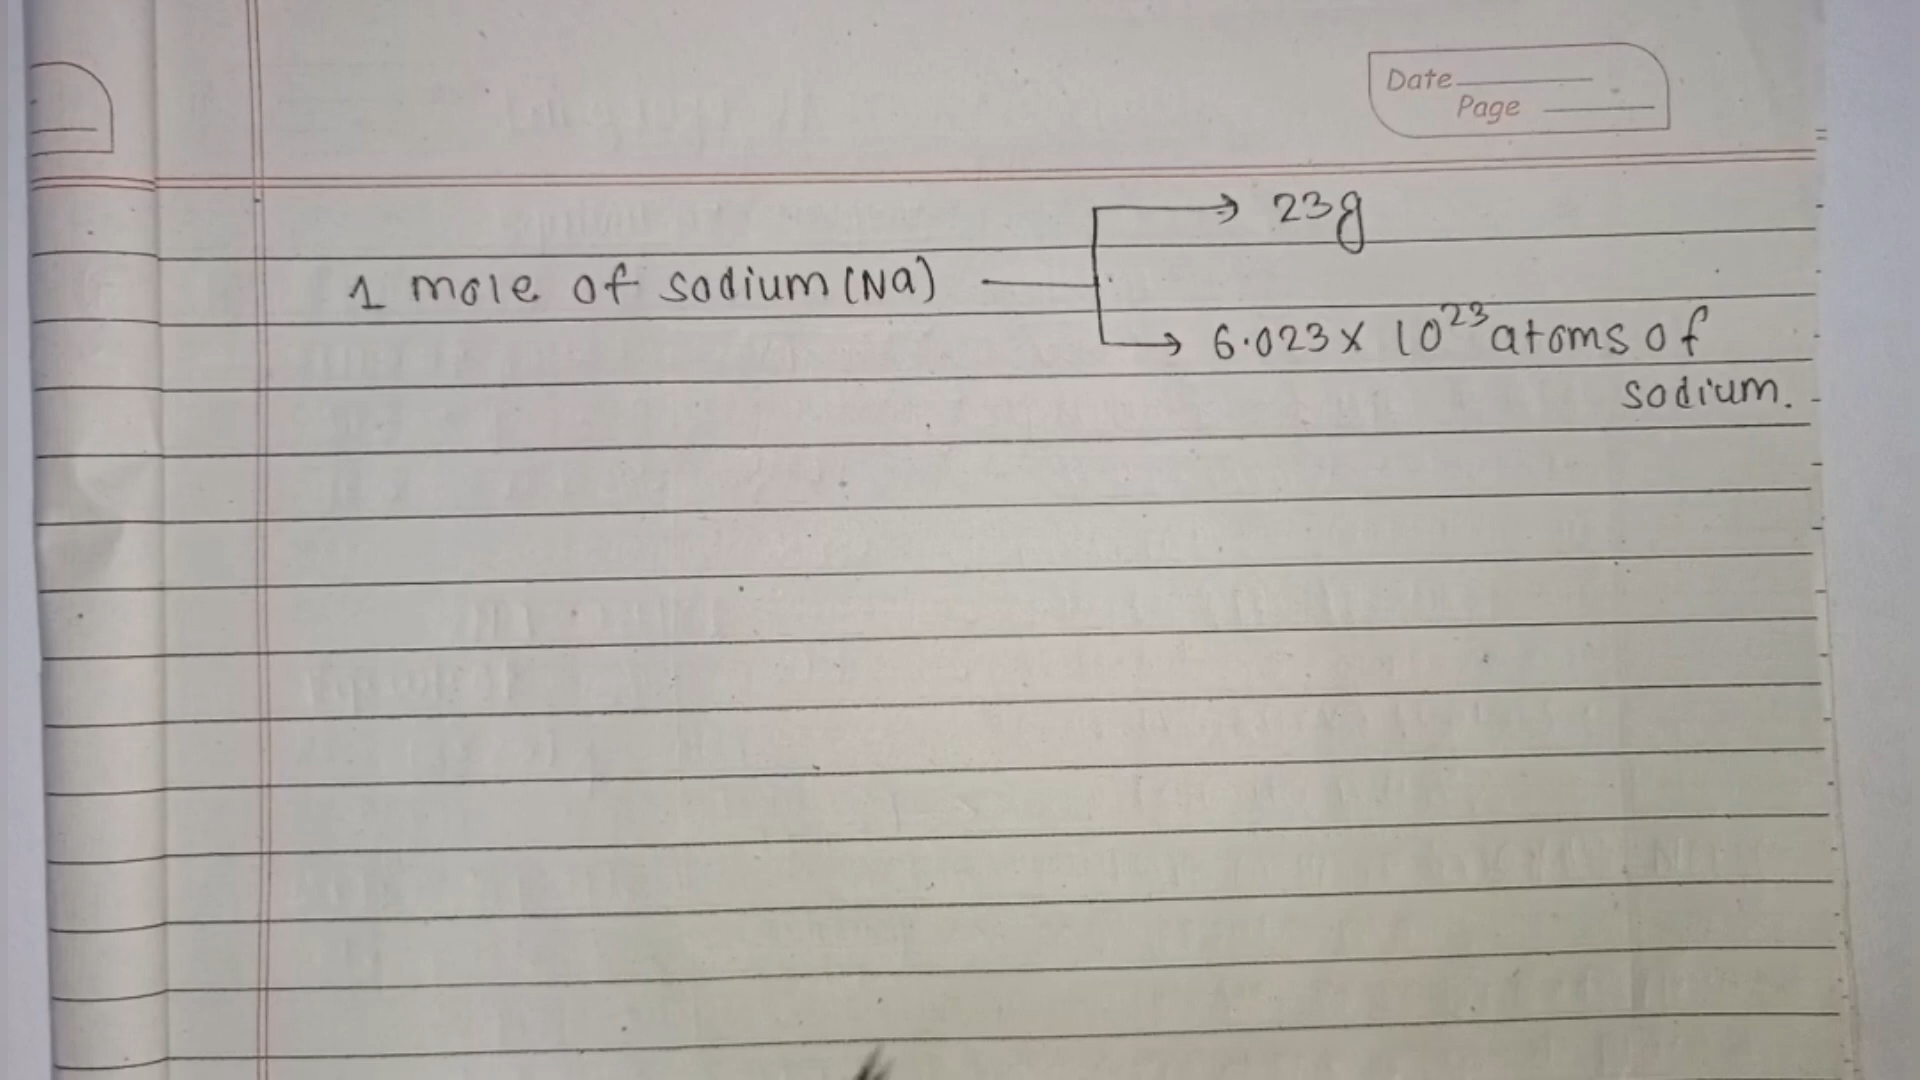 Date
Page
→ 23g
1 mole of sodium (Na)
→ 6.023 × 10²³ atoms of
sodium.